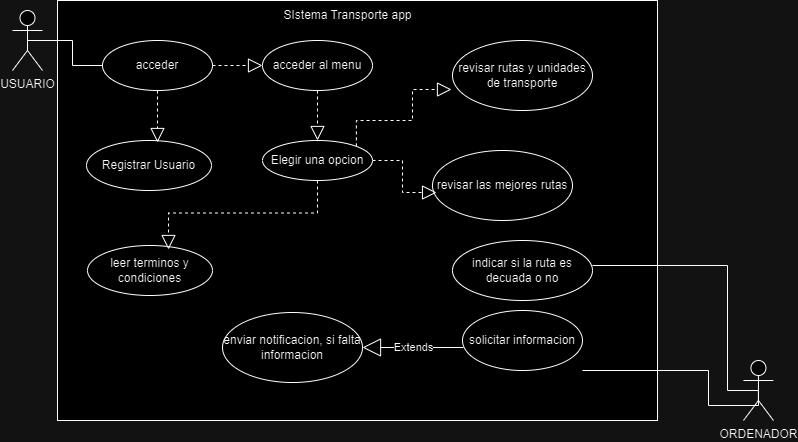 SIstema Transporte app
USUARIO
acceder
acceder al menu
revisar rutas y unidades
de transporte
Registrar Usuario
Elegir una opcion
revisar las mejores rutas
leer terminos y
condiciones
indicar si la ruta es
decuada o no
enviar notificacion, si falta
informacion
Extends
solicitar informacion
ORDENADOR